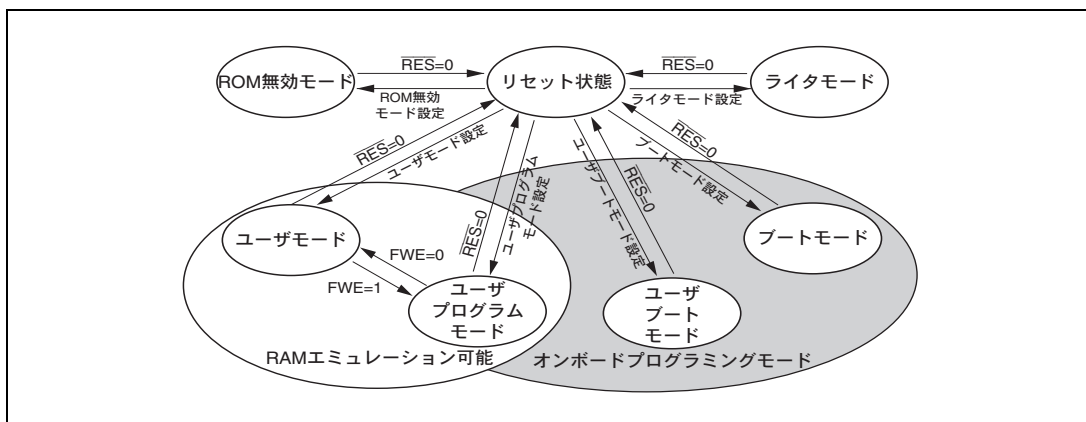 ROM無効モード
R̅E̅S̅=0
ROM無効
モード設定
リセット状態
R̅E̅S̅=0
ライタモード設定
ライタモード
R̅E̅S̅=0
ユーザモード設定
R̅E̅S̅=0
ユーザプログラム
モード設定
ユーザブートモード設定
R̅E̅S̅=0
R̅E̅S̅=0
ブートモード設定
ユーザモード
FWE=0
FWE=1
ユーザ
プログラム
モード
ユーザ
ブート
モード
ブートモード
RAMエミュレーション可能
オンボードプログラミングモード